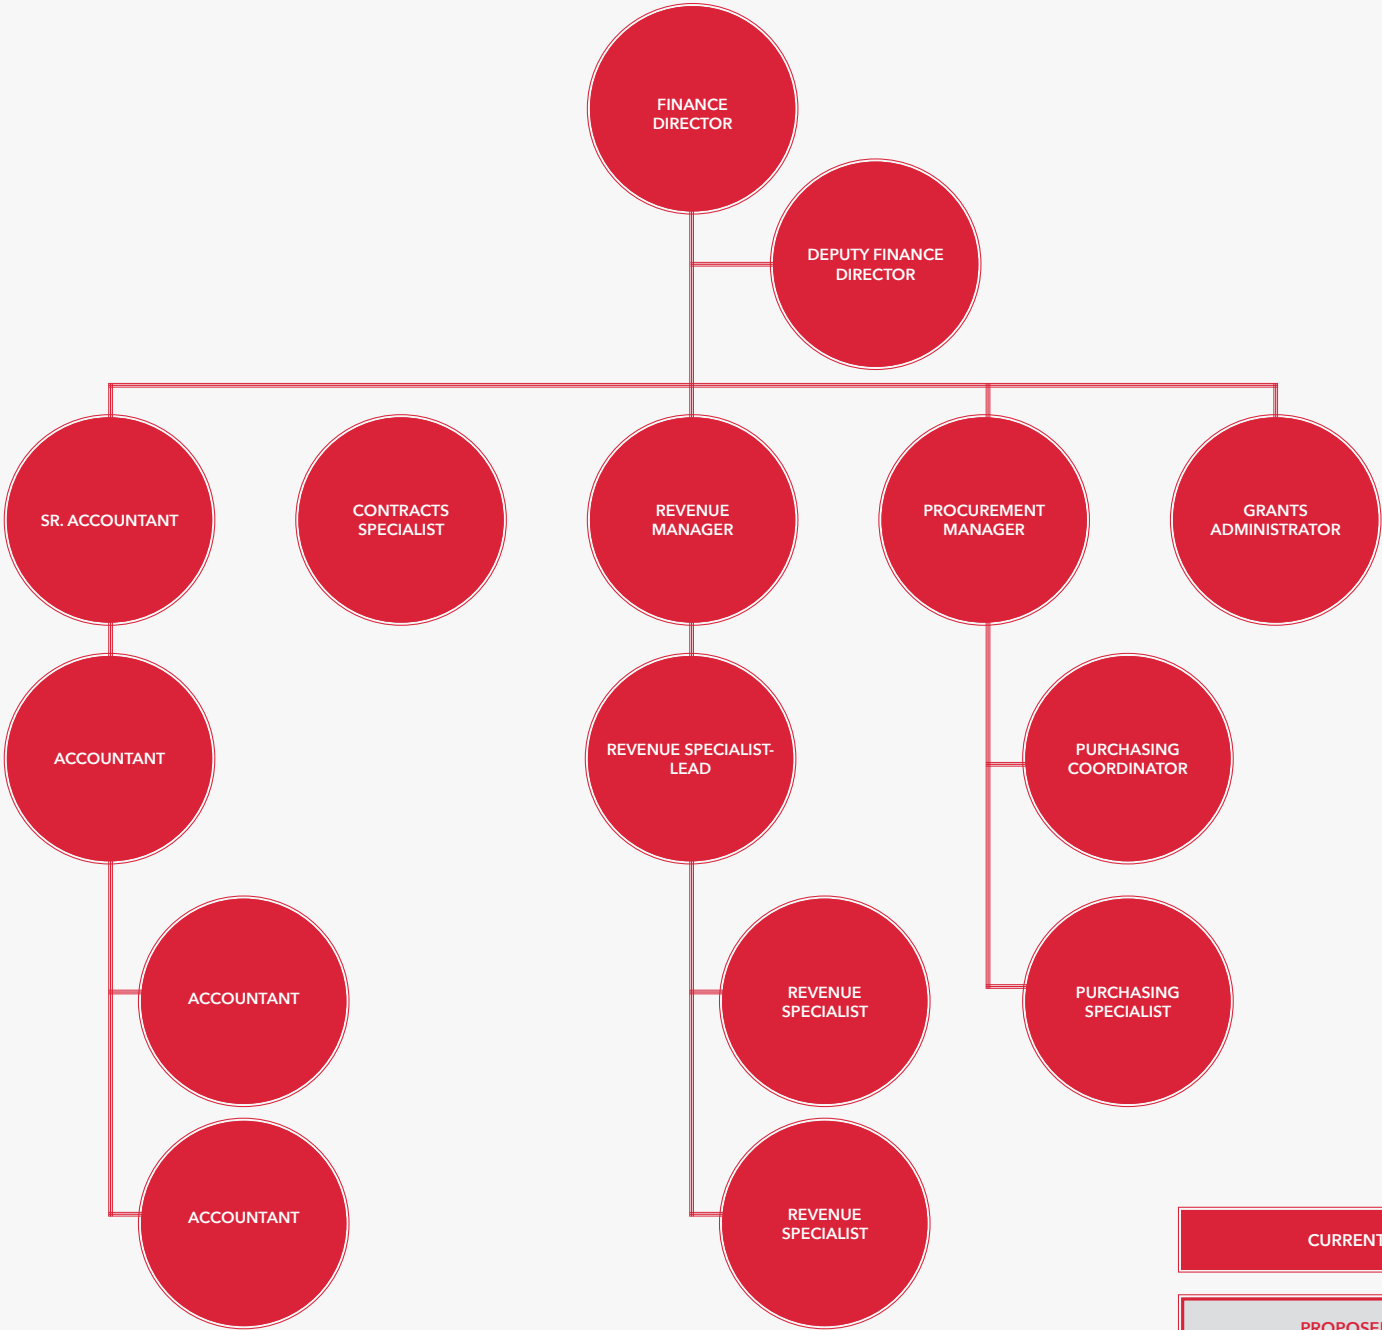 FINANCE
DIRECTOR
DEPUTY FINANCE
DIRECTOR
SR. ACCOUNTANT
CONTRACTS
SPECIALIST
REVENUE
MANAGER
PROCUREMENT
MANAGER
GRANTS
ADMINISTRATOR
ACCOUNTANT
REVENUE SPECIALIST-
LEAD
PURCHASING
COORDINATOR
ACCOUNTANT
REVENUE
SPECIALIST
PURCHASING
SPECIALIST
ACCOUNTANT
REVENUE
SPECIALIST
CURRENT